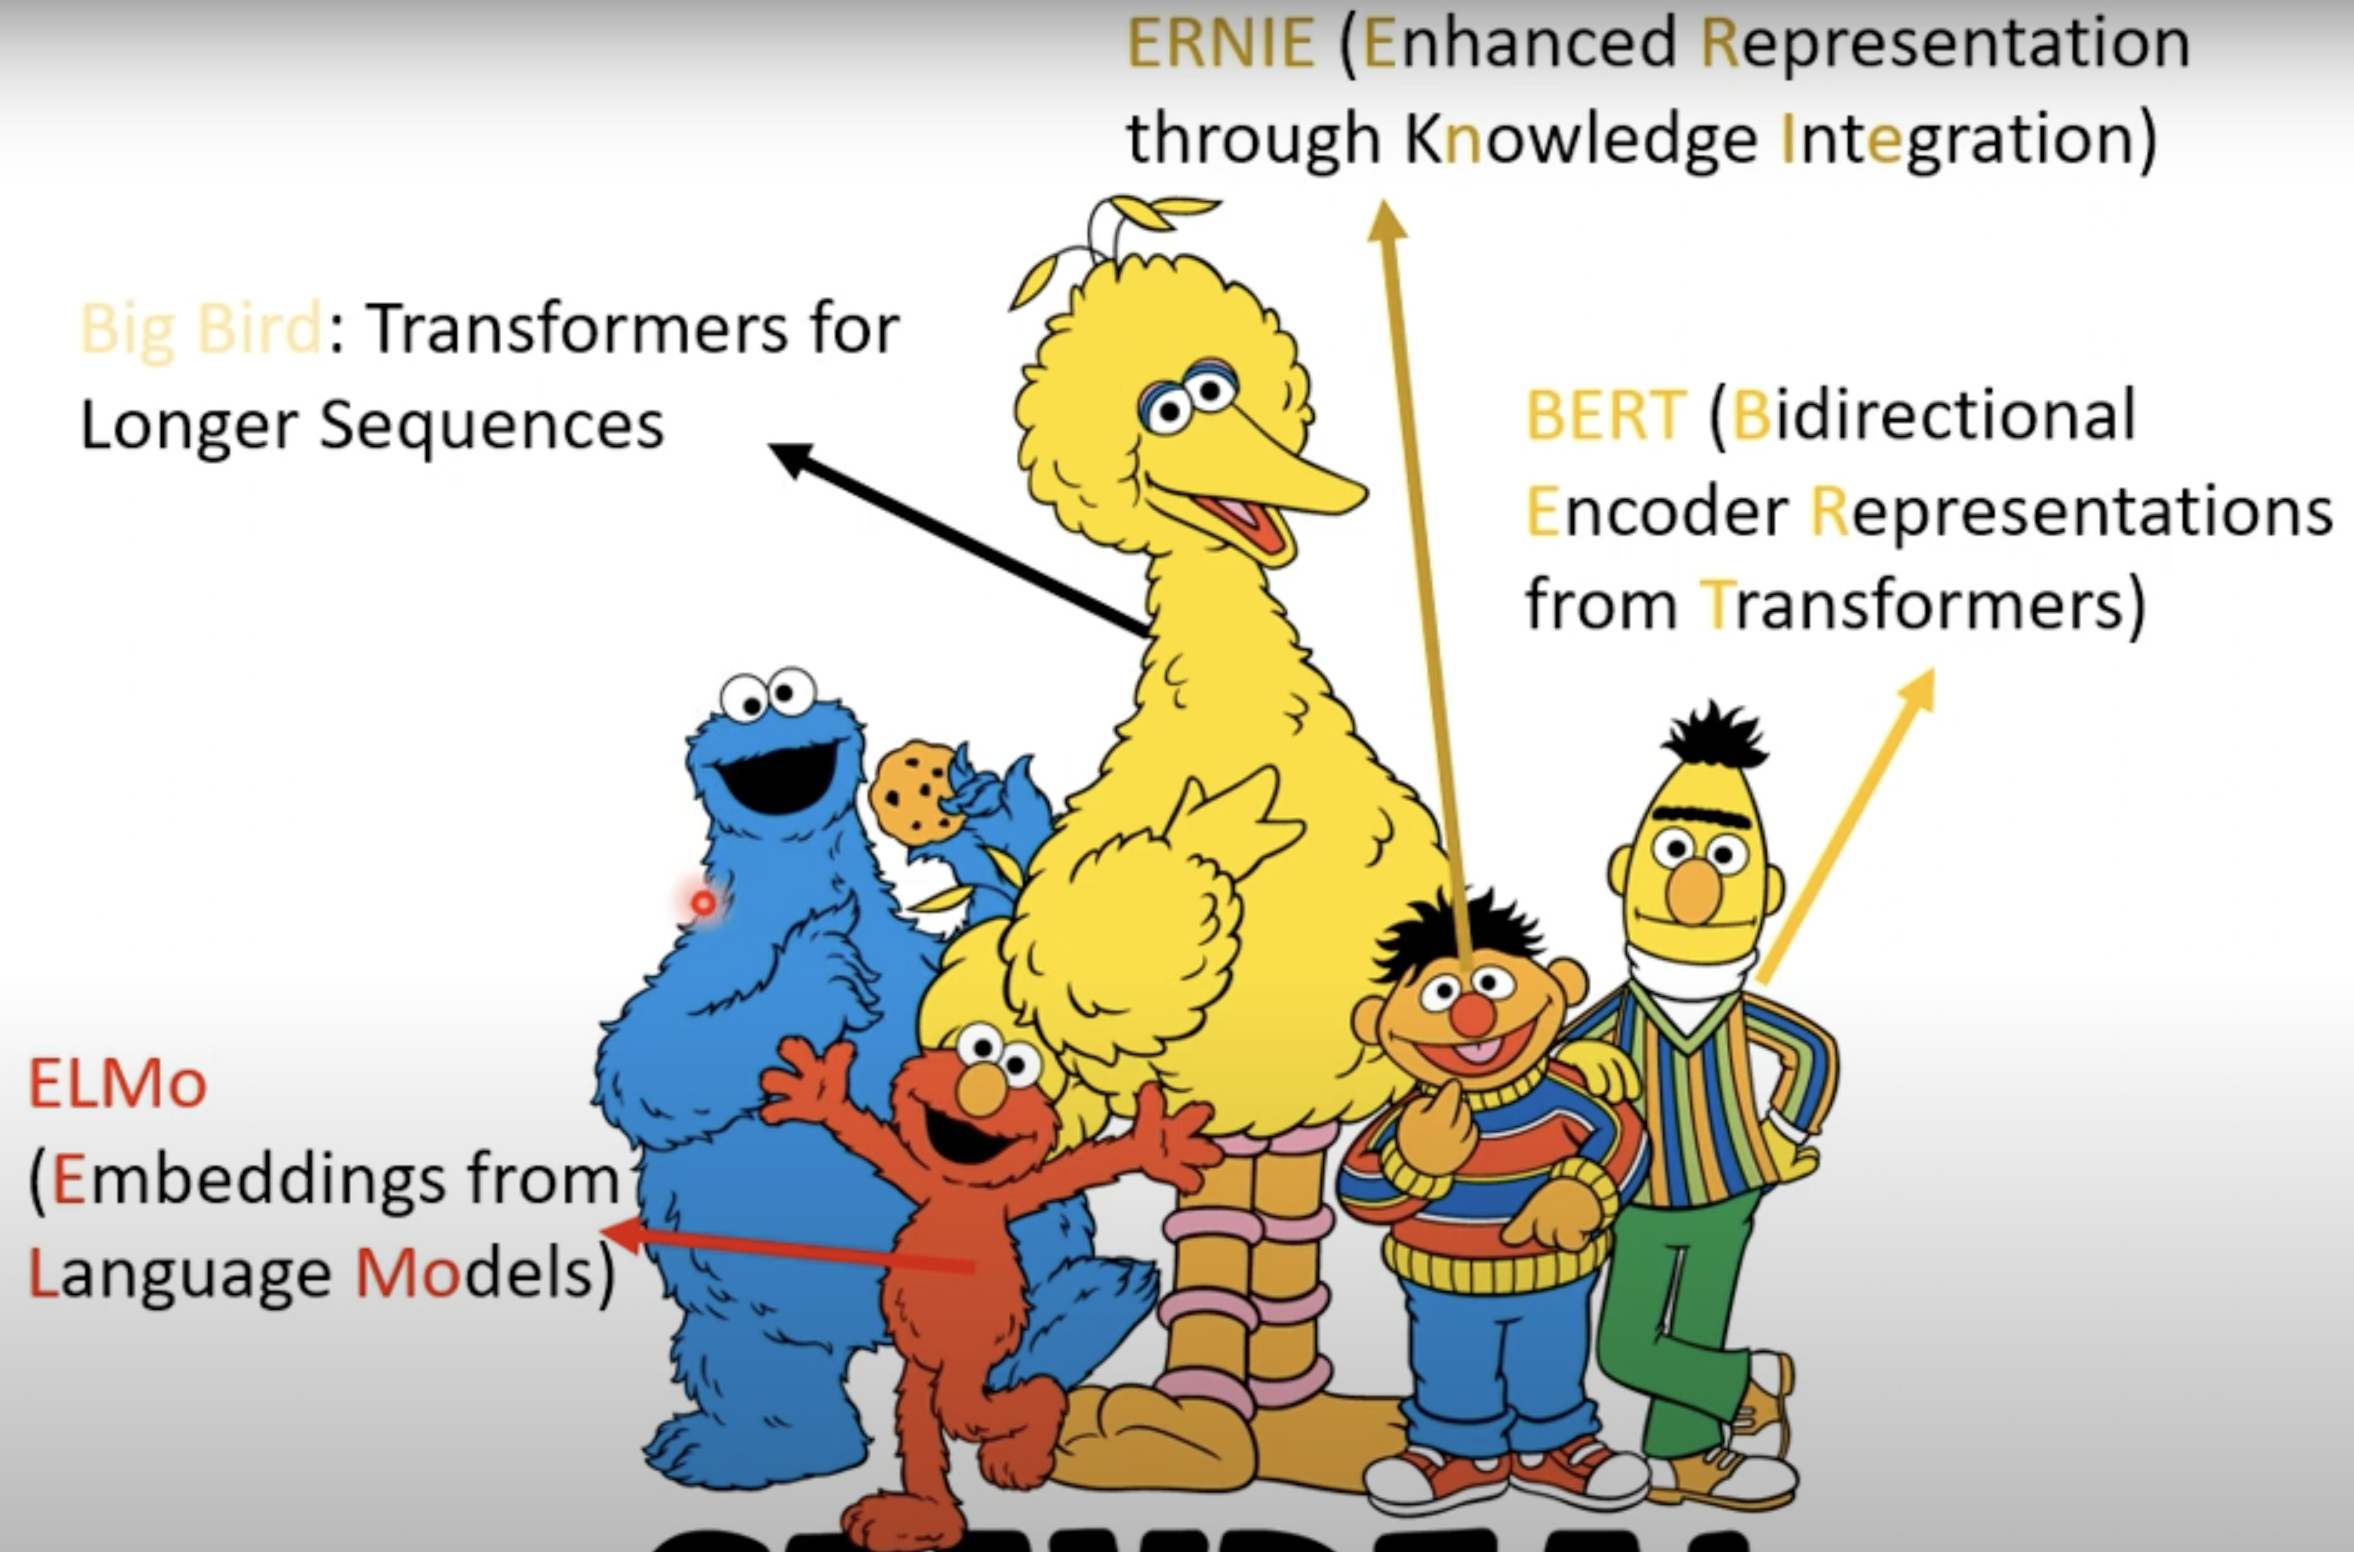 ERNIE (Enhanced Representation
through Knowledge Integration)
Big Bird: Transformers for
Longer Sequences
BERT (Bidirectional
Encoder Representations
from Transformers)
ELMo
(Embeddings from
Language Models)